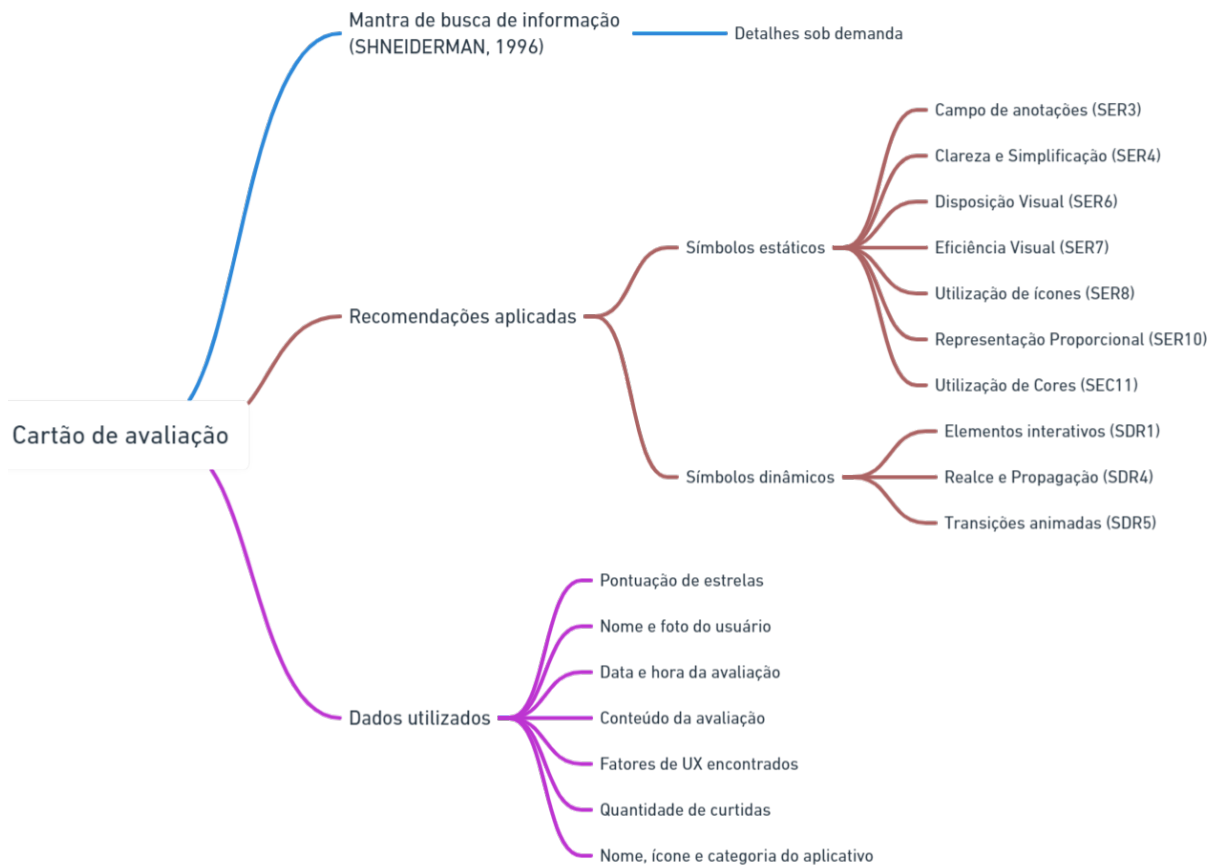 Mantra de busca de informação
(SHNEIDERMAN, 1996)
Detalhes sob demanda
Campo de anotações (SER3)
Clareza e Simplificação (SER4)
Disposição Visual (SER6)
Símbolos estáticos
Eficiência Visual (SER7)
Utilização de ícones (SER8)
Recomendações aplicadas
Representação Proporcional (SER10)
Utilização de Cores (SEC11)
Cartão de avaliação
Elementos interativos (SDR1)
Símbolos dinâmicos
Realce e Propagação (SDR4)
Transições animadas (SDR5)
Pontuação de estrelas
Nome e foto do usuário
Data e hora da avaliação
Dados utilizados
Conteúdo da avaliação
Fatores de UX encontrados
Quantidade de curtidas
Nome, ícone e categoria do aplicativo